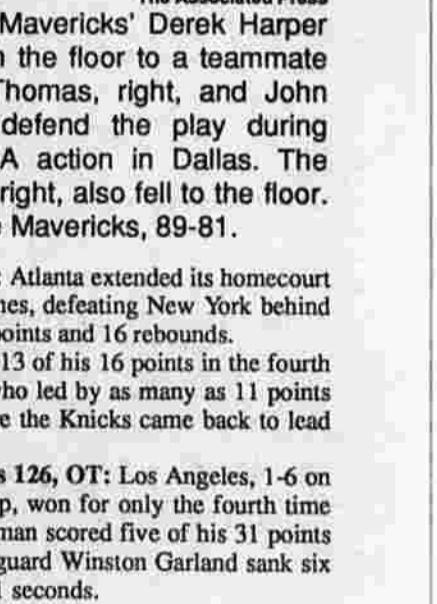 The Associated Press
Mavericks' Derek Harper
the floor to a teammate
Thomas, right, and John
defend the play during
A action in Dallas. The
right, also fell to the floor.
Mavericks, 89-81.
: Atlanta extended its homecourt
nes, defeating New York behind
points and 16 rebounds.
13 of his 16 points in the fourth
who led by as many as 11 points
e the Knicks came back to lead
s 126, OT: Los Angeles, 1-6 on
p, won for only the fourth time
man scored five of his 31 points
guard Winston Garland sank six
seconds.